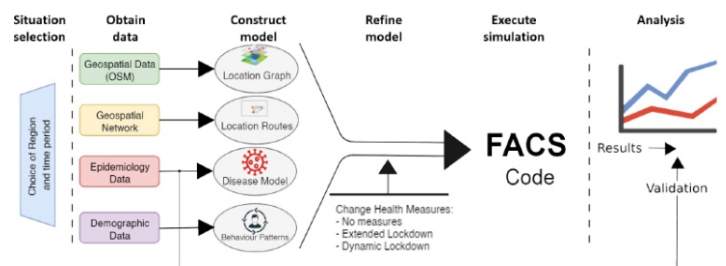 Situation
selection
Obtain
data
Construct
model
Refine
model
Execute
simulation
Analysis
Choice of Region
and time period
Geospatial Data
(OSM)
Location Graph
Geospatial
Network
Location Routes
Epidemiology
Data
Disease Model
Demographic
Data
Behaviour Patterns
Change Health Measures:
- No measures
- Extended Lockdown
- Dynamic Lockdown
FACS
Code
Results
Validation